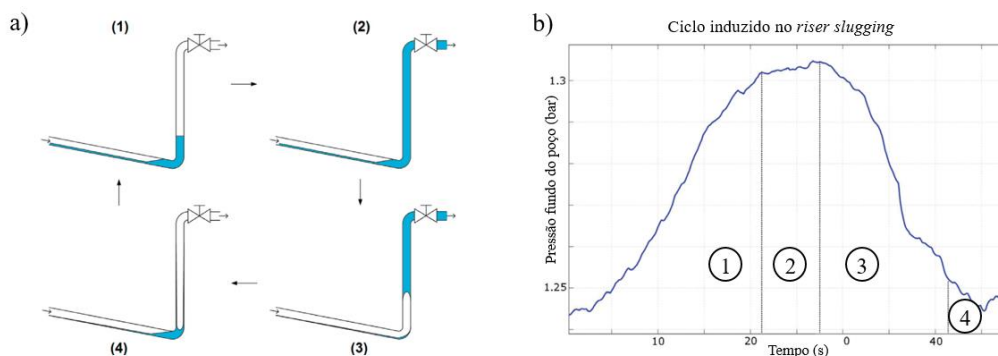 a)
(1)
(2)
(4)
(3)
b)
Ciclo induzido no riser slugging
Pressão fundo do poço (bar)
1.3
1.25
1
2
3
4
10
20
0
40
Tempo (s)